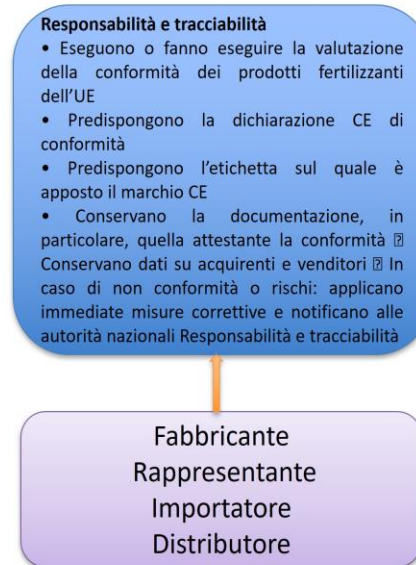 Responsabilità e tracciabilità
• Eseguono o fanno eseguire la valutazione
della conformità dei prodotti fertilizzanti
dell’UE
• Predispongono la dichiarazione CE di
conformità
• Predispongono l’etichetta sul quale è
apposto il marchio CE
• Conservano la documentazione, in
particolare, quella attestante la conformità ⍰
Conservano dati su acquirenti e venditori ⍰ In
caso di non conformità o rischi: applicano
immediate misure correttive e notificano alle
autorità nazionali Responsabilità e tracciabilità
Fabbricante
Rappresentante
Importatore
Distributore